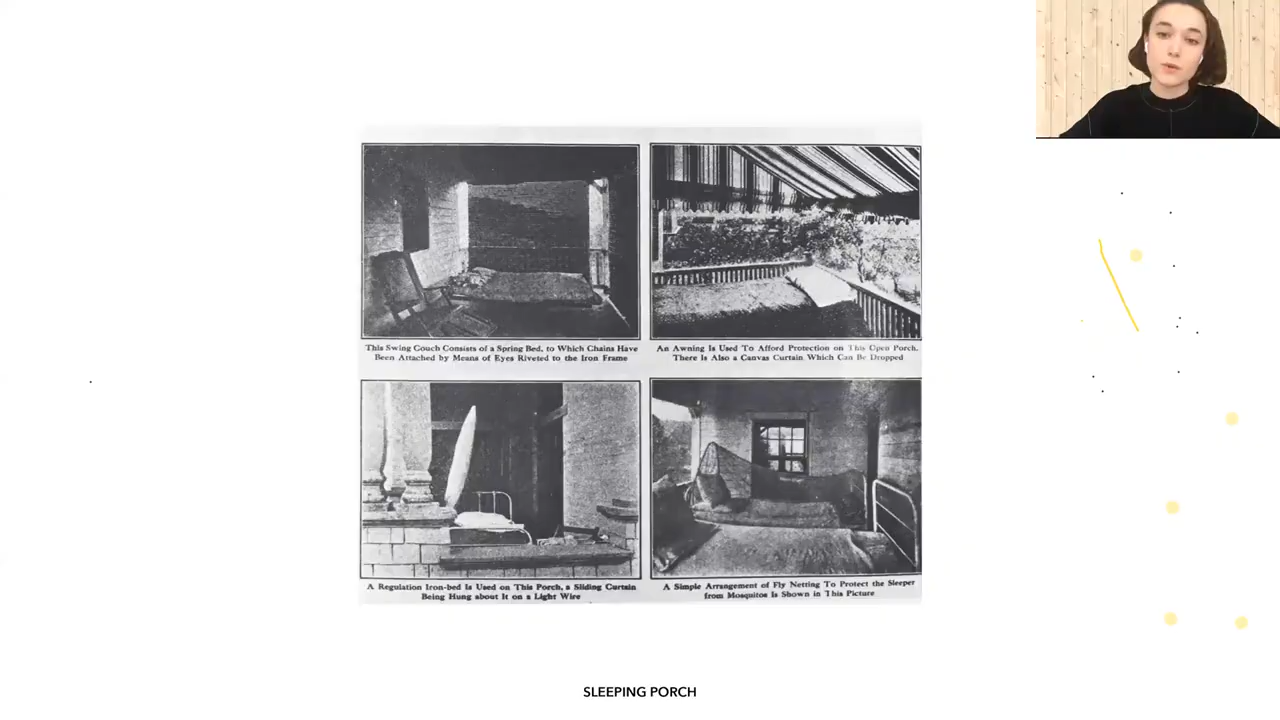 This Swing Couch Consists of a Spring Bed, to Which Chains Have
Been Attached by Means of Eyes Riveted to the Iron Frame
An Awning Is Used To Afford Protection on This Open Porch.
There Is Also a Canvas Curtain Which Can Be Dropped
A Regulation Iron-bed Is Used on This Porch, a Sliding Curtain
Being Hung about It on a Light Wire
A Simple Arrangement of Fly Netting To Protect the Sleeper
from Mosquitos Is Shown in This Picture
SLEEPING PORCH